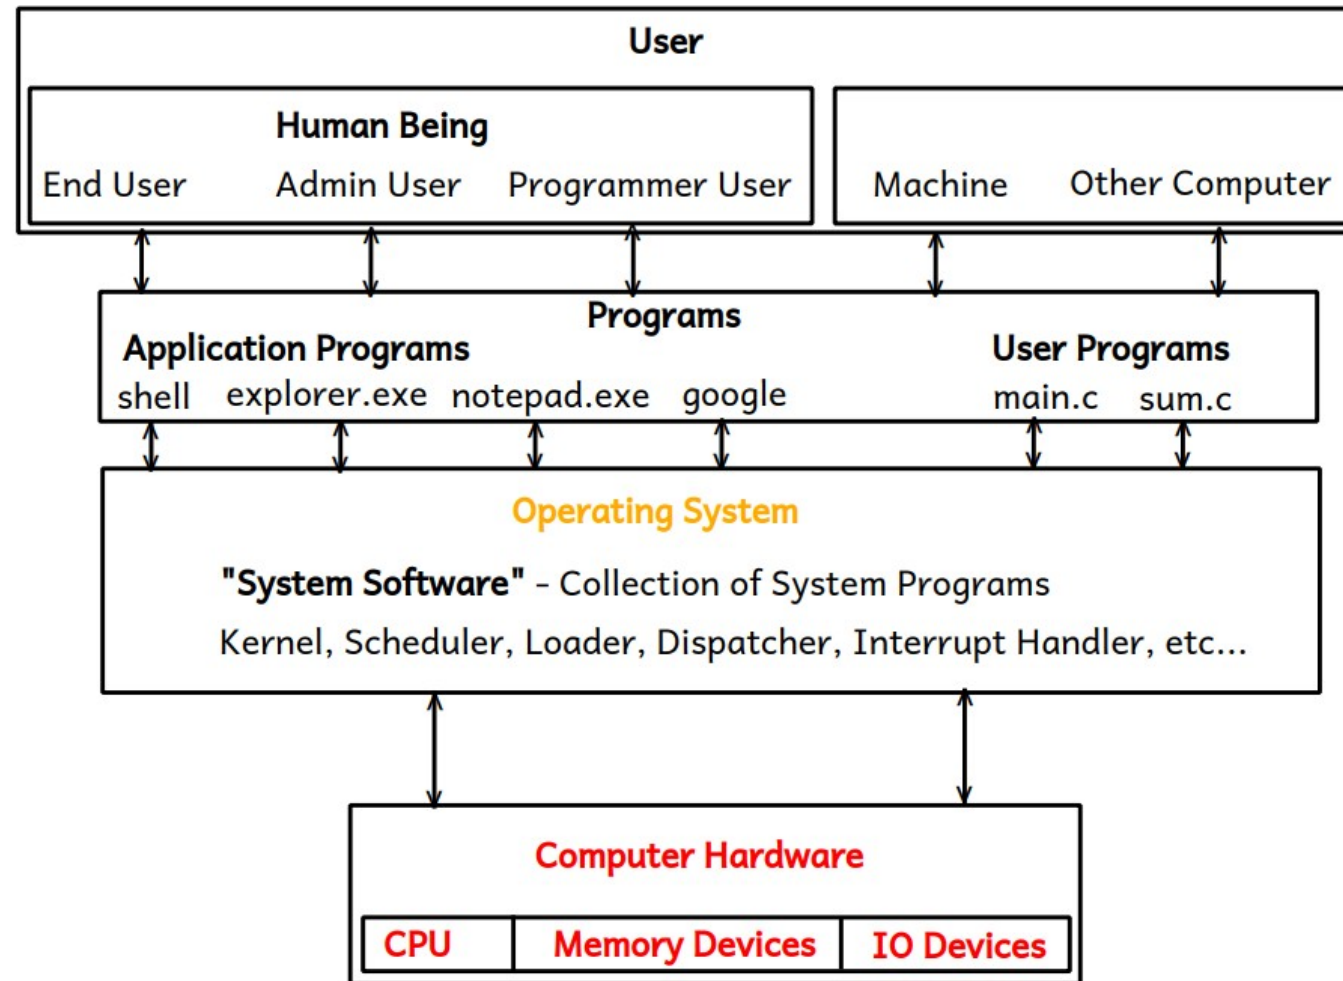 User
Human Being
End User Admin User Programmer User
Machine Other Computer
Programs
Application Programs
shell explorer.exe notepad.exe google
User Programs
main.c sum.c
Operating System
"System Software" - Collection of System Programs
Kernel, Scheduler, Loader, Dispatcher, Interrupt Handler, etc...
Computer Hardware
CPU Memory Devices IO Devices